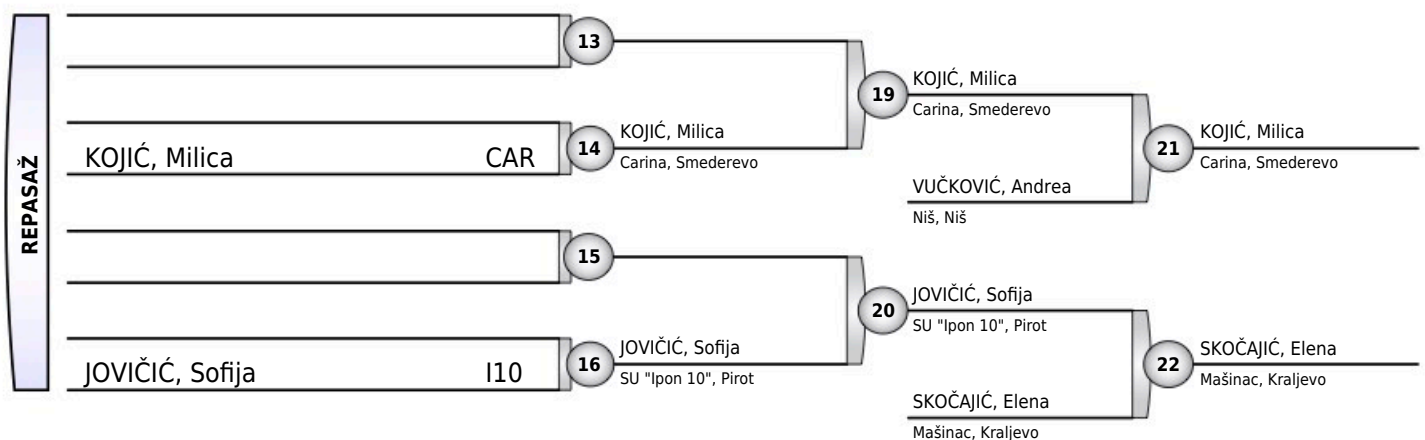 REPASAŽ
13
KOJIĆ, Milica CAR
14
KOJIĆ, Milica
Carina, Smederevo
19
KOJIĆ, Milica
Carina, Smederevo
VUČKOVIĆ, Andrea
Niš, Niš
21
KOJIĆ, Milica
Carina, Smederevo
15
JOVIČIĆ, Sofija I10
16
JOVIČIĆ, Sofija
SU "Ipon 10", Pirot
20
JOVIČIĆ, Sofija
SU "Ipon 10", Pirot
SKOČAJIĆ, Elena
Mašinac, Kraljevo
22
SKOČAJIĆ, Elena
Mašinac, Kraljevo